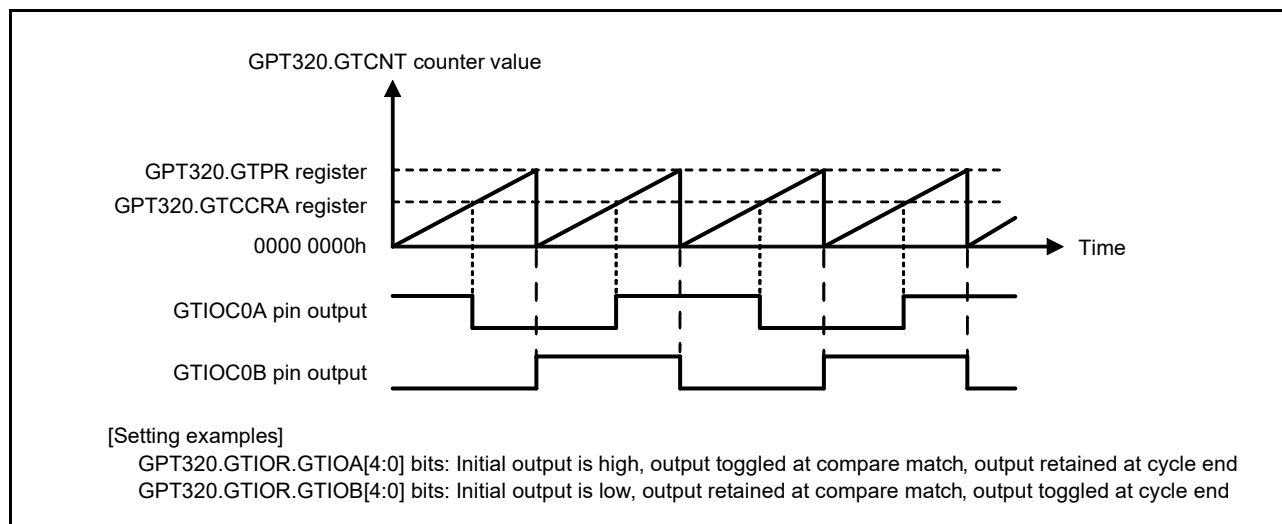 GPT320.GTCNT counter value
GPT320.GTPR register
GPT320.GTCCRA register
0000 0000h
Time
GTIOC0A pin output
GTIOC0B pin output
[Setting examples]
GPT320.GTIOR.GTIOA[4:0] bits: Initial output is high, output toggled at compare match, output retained at cycle end
GPT320.GTIOR.GTIOB[4:0] bits: Initial output is low, output retained at compare match, output toggled at cycle end